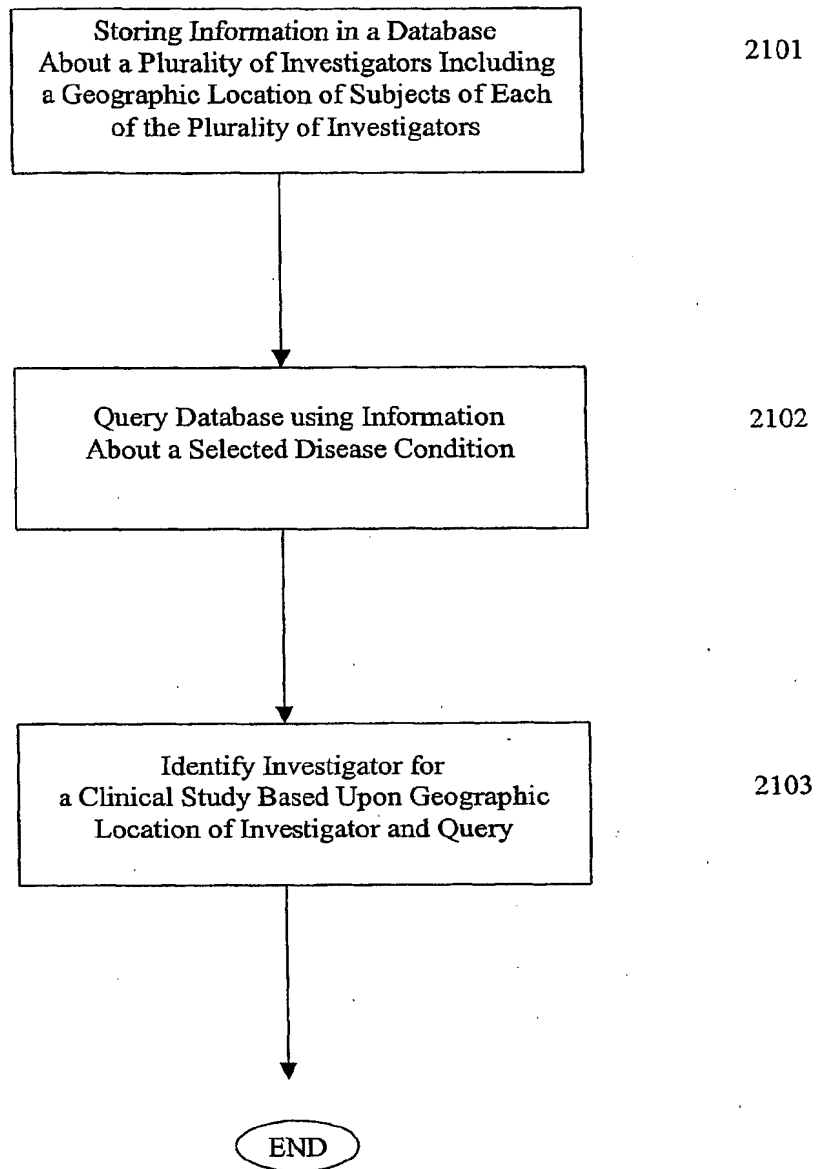 Storing Information in a Database
About a Plurality of Investigators Including
a Geographic Location of Subjects of Each
of the Plurality of Investigators
2101
Query Database using Information
About a Selected Disease Condition
2102
Identify Investigator for
a Clinical Study Based Upon Geographic
Location of Investigator and Query
2103
END